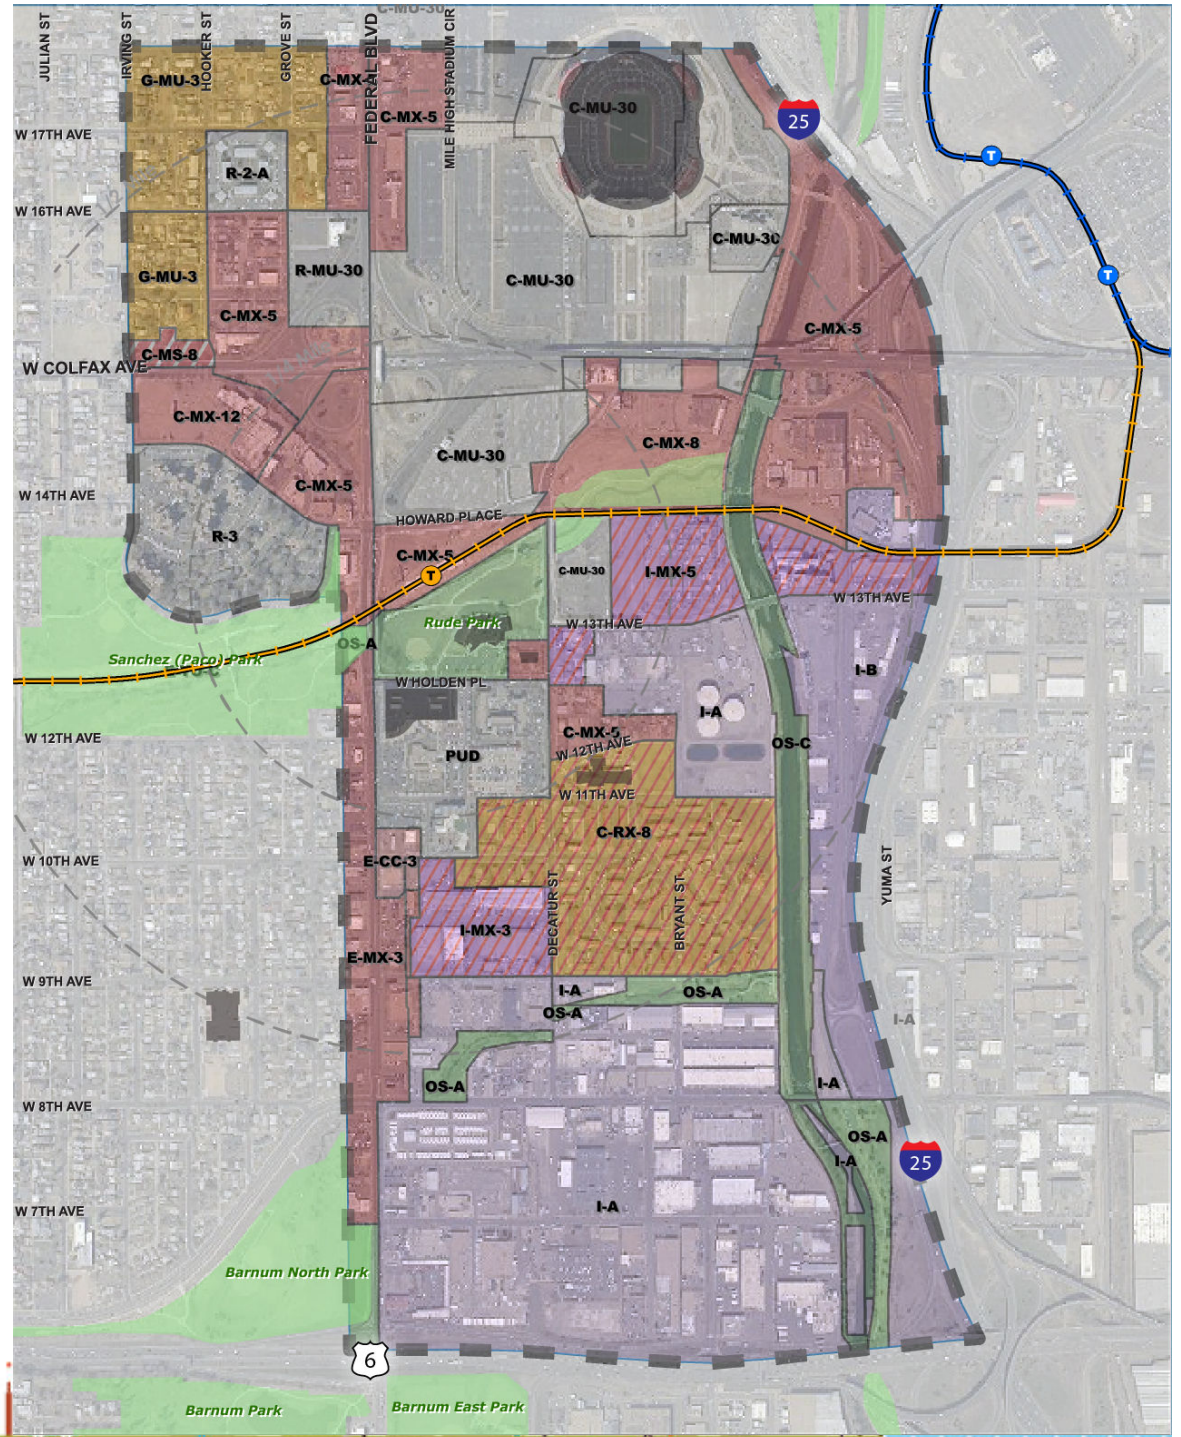 C-MU-30
JULIAN ST
IRVING ST
HOOKER ST
GROVE ST
FEDERAL BLVD
MILE HIGH STADIUM CIR
G-MU-3
C-MX-
C-MX-5
C-MU-30
25
W 17TH AVE
T
R-2-A
W 16TH AVE
C-MU-30
G-MU-3
R-MU-30
C-MU-30
T
C-MX-5
C-MX-5
C-MS-8
W COLFAX AVE
C-MX-12
C-MX-8
C-MU-30
C-MX-5
W 14TH AVE
HOWARD PLACE
R-3
C-MX-5
T
C-MU-30
I-MX-5
W 13TH AVE
Rude Park
W 13TH AVE
OS-A
Sanchez (Paco) Park
I-B
W HOLDEN PL
I-A
W 12TH AVE
C-MX-5
W 12TH AVE
OS-C
PUD
W 11TH AVE
C-RX-8
W 10TH AVE
E-CC-3
YUMA ST
DECATUR ST
BRYANT ST
I-MX-3
E-MX-3
W 9TH AVE
I-A
OS-A
OS-A
I-A
OS-A
I-A
W 8TH AVE
OS-A
I-A
25
I-A
W 7TH AVE
Barnum North Park
6
Barnum Park
Barnum East Park